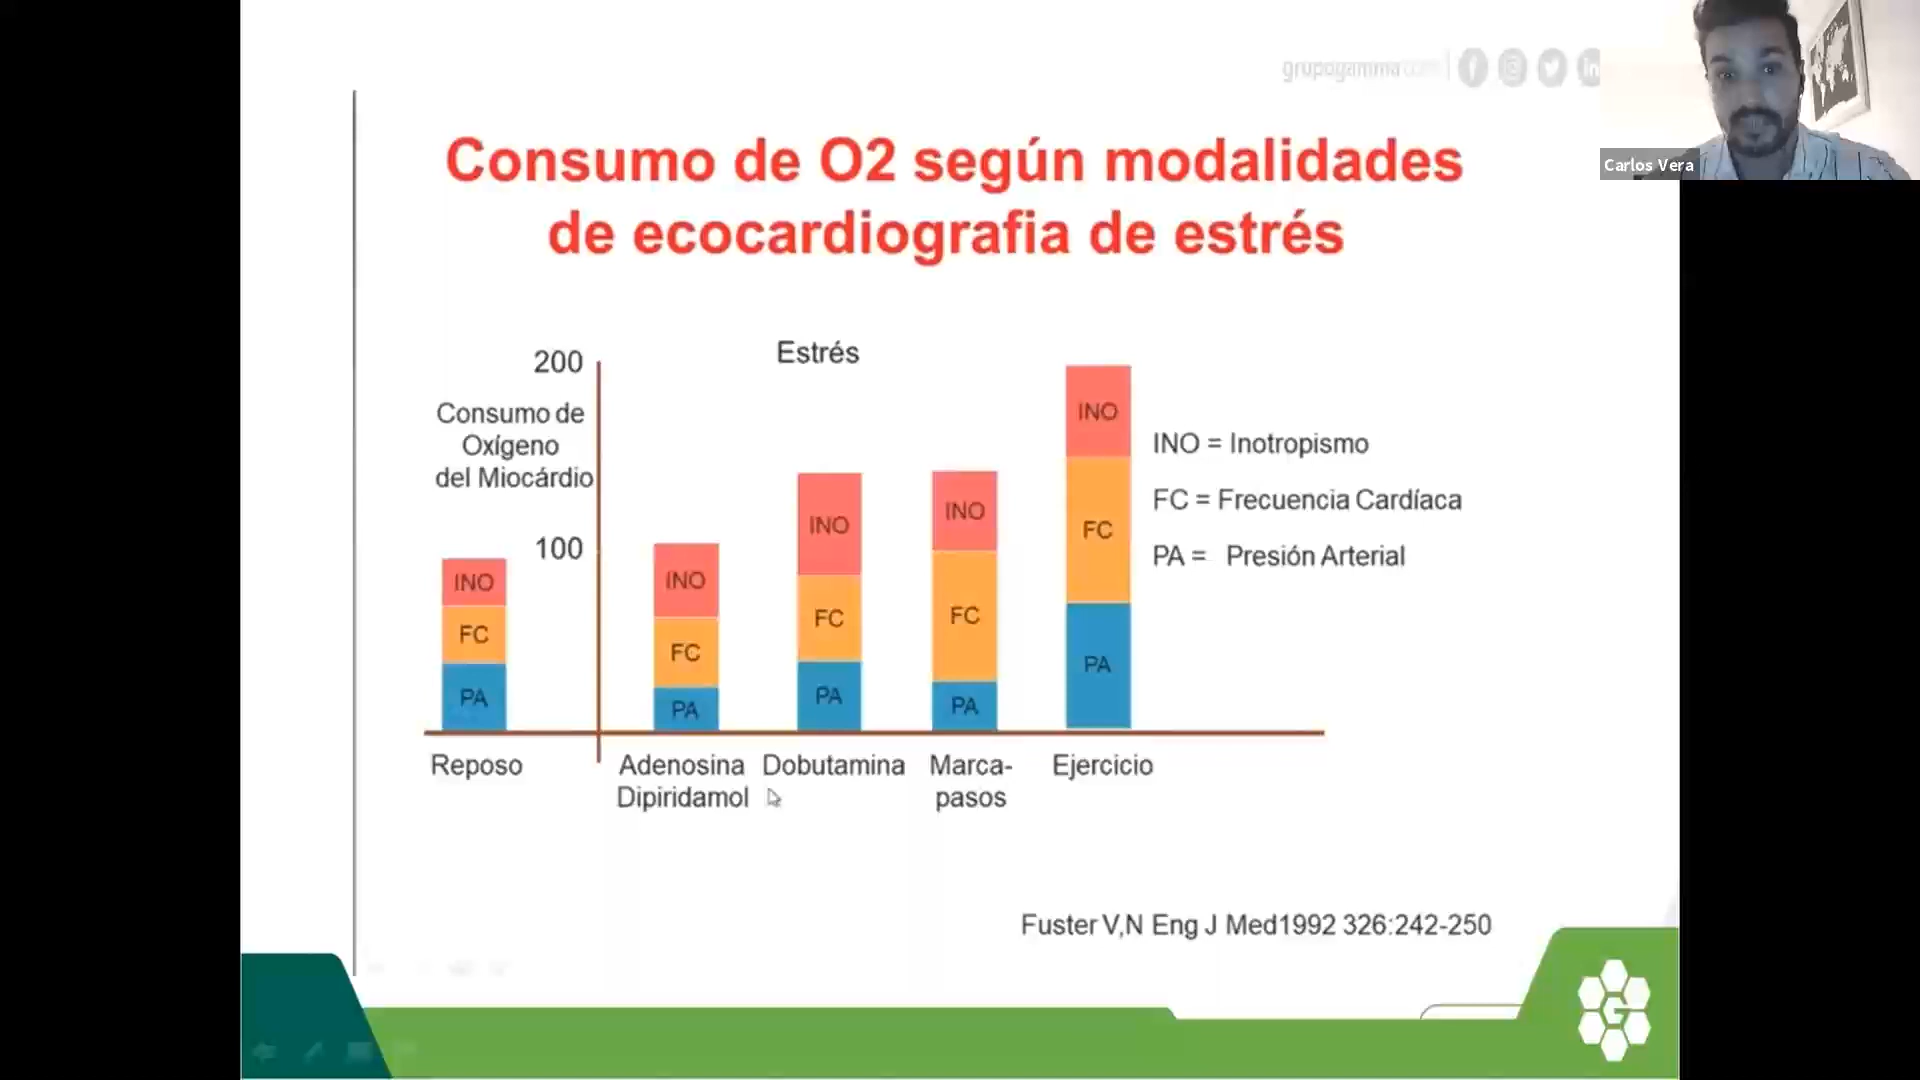 grupogamma.com
Carlos Vera
Consumo de O2 según modalidades
de ecocardiografia de estrés
Estrés
200
Consumo de
Oxígeno
del Miocárdio
100
INO
FC
PA
INO
FC
PA
INO
FC
PA
INO
FC
PA
INO
FC
PA
INO = Inotropismo
FC = Frecuencia Cardíaca
PA = Presión Arterial
Reposo
Adenosina
Dipiridamol
Dobutamina
Marca-
pasos
Ejercicio
Fuster V,N Eng J Med1992 326:242-250